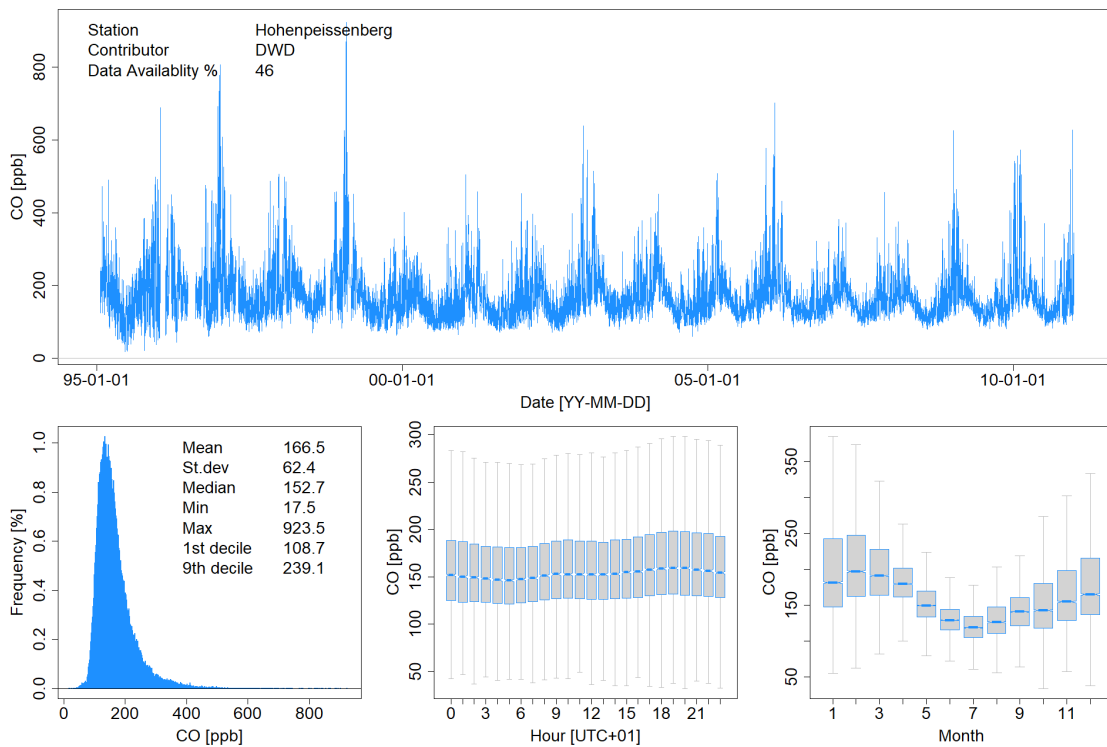 Station Hohenpeissenberg
Contributor DWD
Data Availablity % 46
CO [ppb]
800
600
400
200
0
95-01-01 00-01-01 05-01-01 10-01-01
Date [YY-MM-DD]
Frequency [%]
1.0
0.8
0.6
0.4
0.2
0.0
Mean 166.5
St.dev 62.4
Median 152.7
Min 17.5
Max 923.5
1st decile 108.7
9th decile 239.1
0 200 400 600 800
CO [ppb]
CO [ppb]
300
250
200
150
100
50
0 3 6 9 12 15 18 21
Hour [UTC+01]
CO [ppb]
350
250
150
50
1 3 5 7 9 11
Month